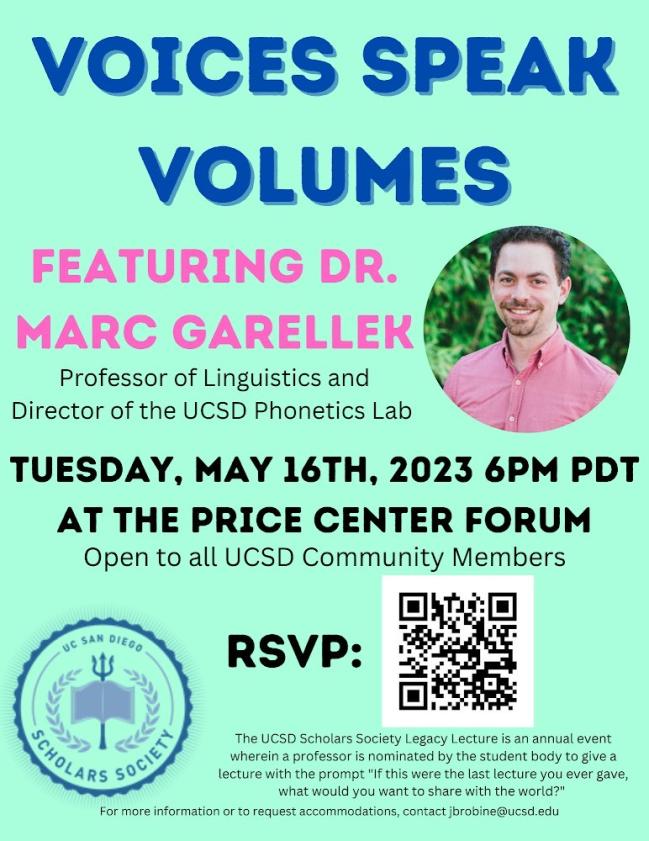 VOICES SPEAK
VOLUMES
FEATURING DR.
MARC GARELLEK
Professor of Linguistics and
Director of the UCSD Phonetics Lab
TUESDAY, MAY 16TH, 2023 6PM PDT
AT THE PRICE CENTER FORUM
Open to all UCSD Community Members
RSVP:
UC SAN DIEGO
SCHOLARS SOCIETY
The UCSD Scholars Society Legacy Lecture is an annual event
wherein a professor is nominated by the student body to give a
lecture with the prompt "If this were the last lecture you ever gave,
what would you want to share with the world?"
For more information or to request accommodations, contact jbrobine@ucsd.edu